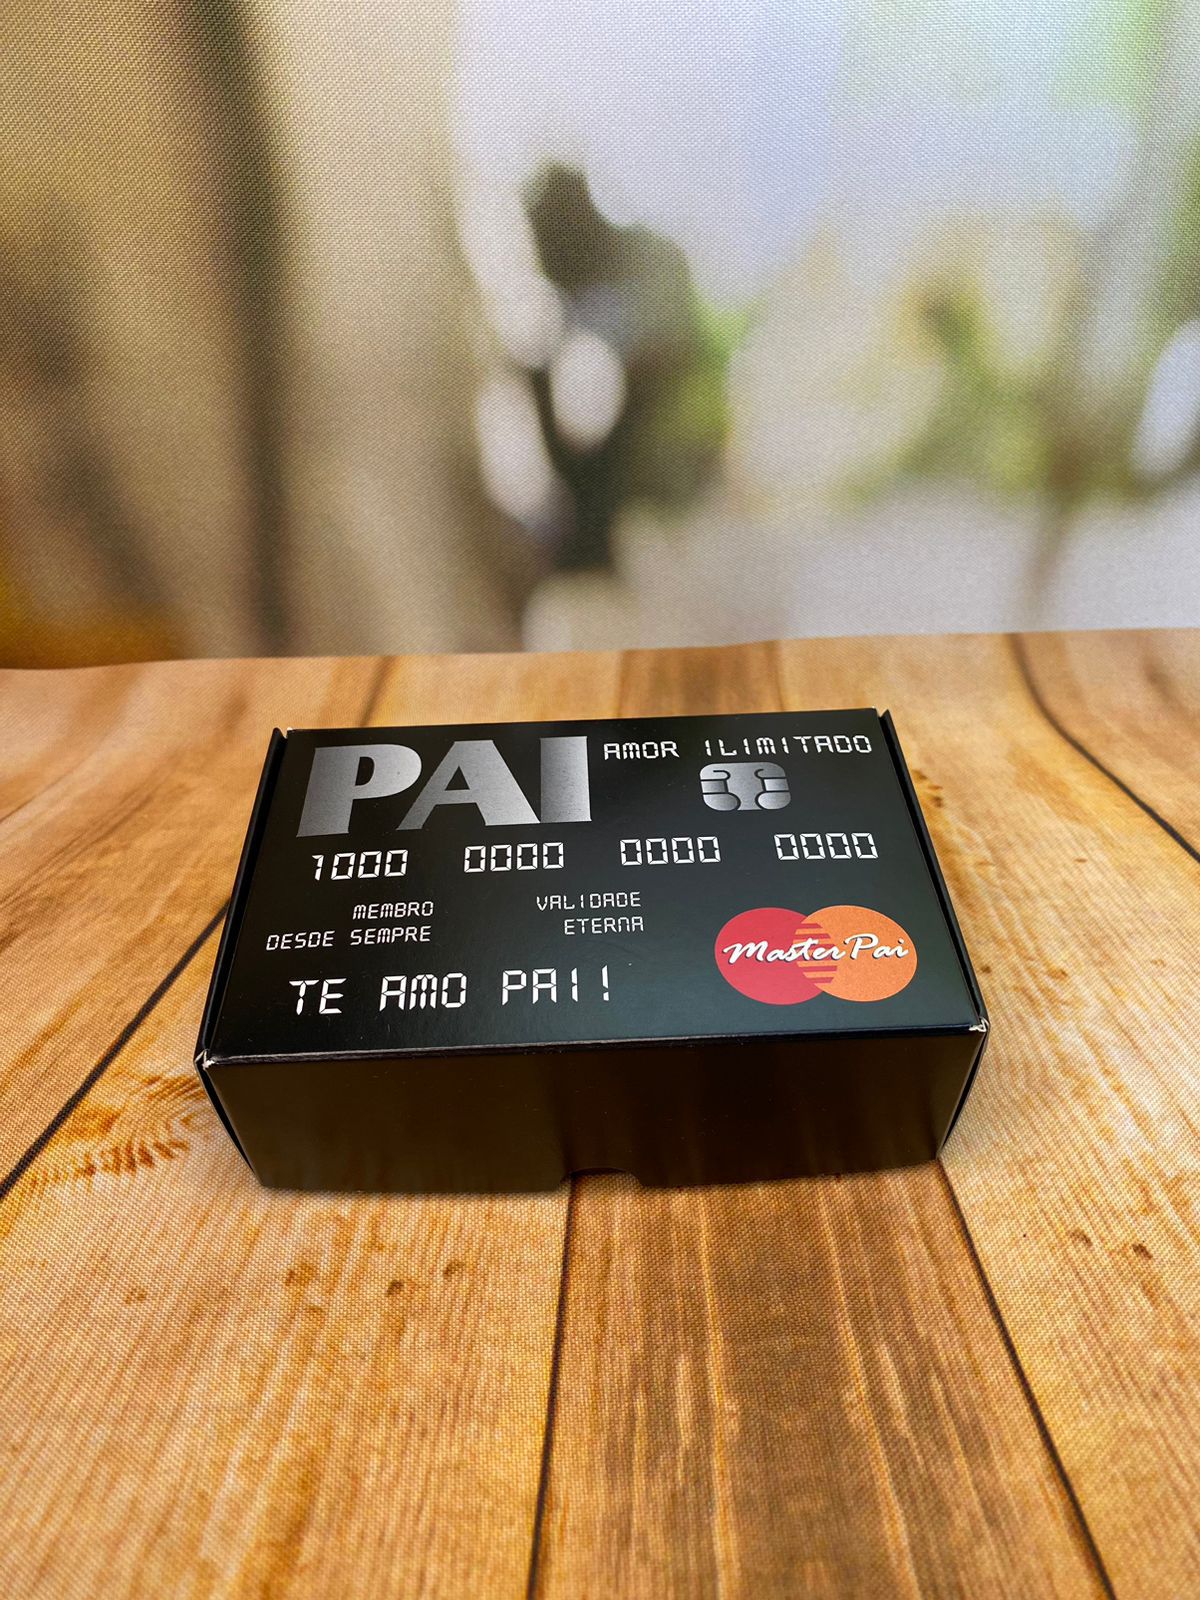 PAI
AMOR ILIMITADO
1000 0000 0000 0000
MEMBRO
DESDE SEMPRE
VALIDADE
ETERNA
TE AMO PAI!
MasterPai